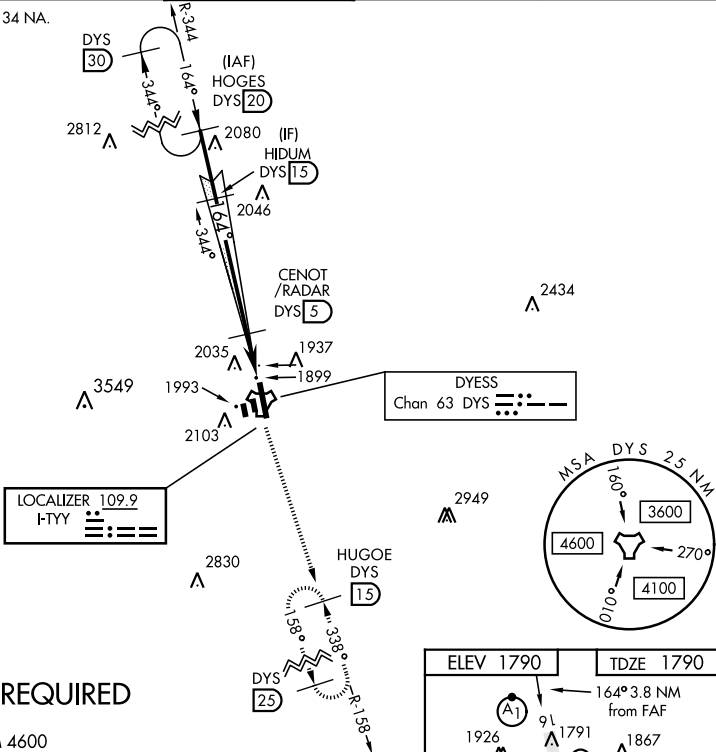 34 NA.
R-344
DYS
30
164°
344°
(IAF)
HOGES
DYS 20
2812
2080
(IF)
HIDUM
DYS 15
2046
164°
344°
CENOT
/RADAR
DYS 5
2434
2035
1937
1899
3549
1993
2103
DYESS
Chan 63 DYS
LOCALIZER 109.9
I-TYY
2949
MSA DYS 25 NM
160°
3600
4600
270°
4100
010°
2830
HUGOE
DYS
15
158°
338°
DYS
25
R-158
REQUIRED
4600
ELEV 1790
TDZE 1790
164° 3.8 NM
from FAF
A1
16
1926
1791
1867